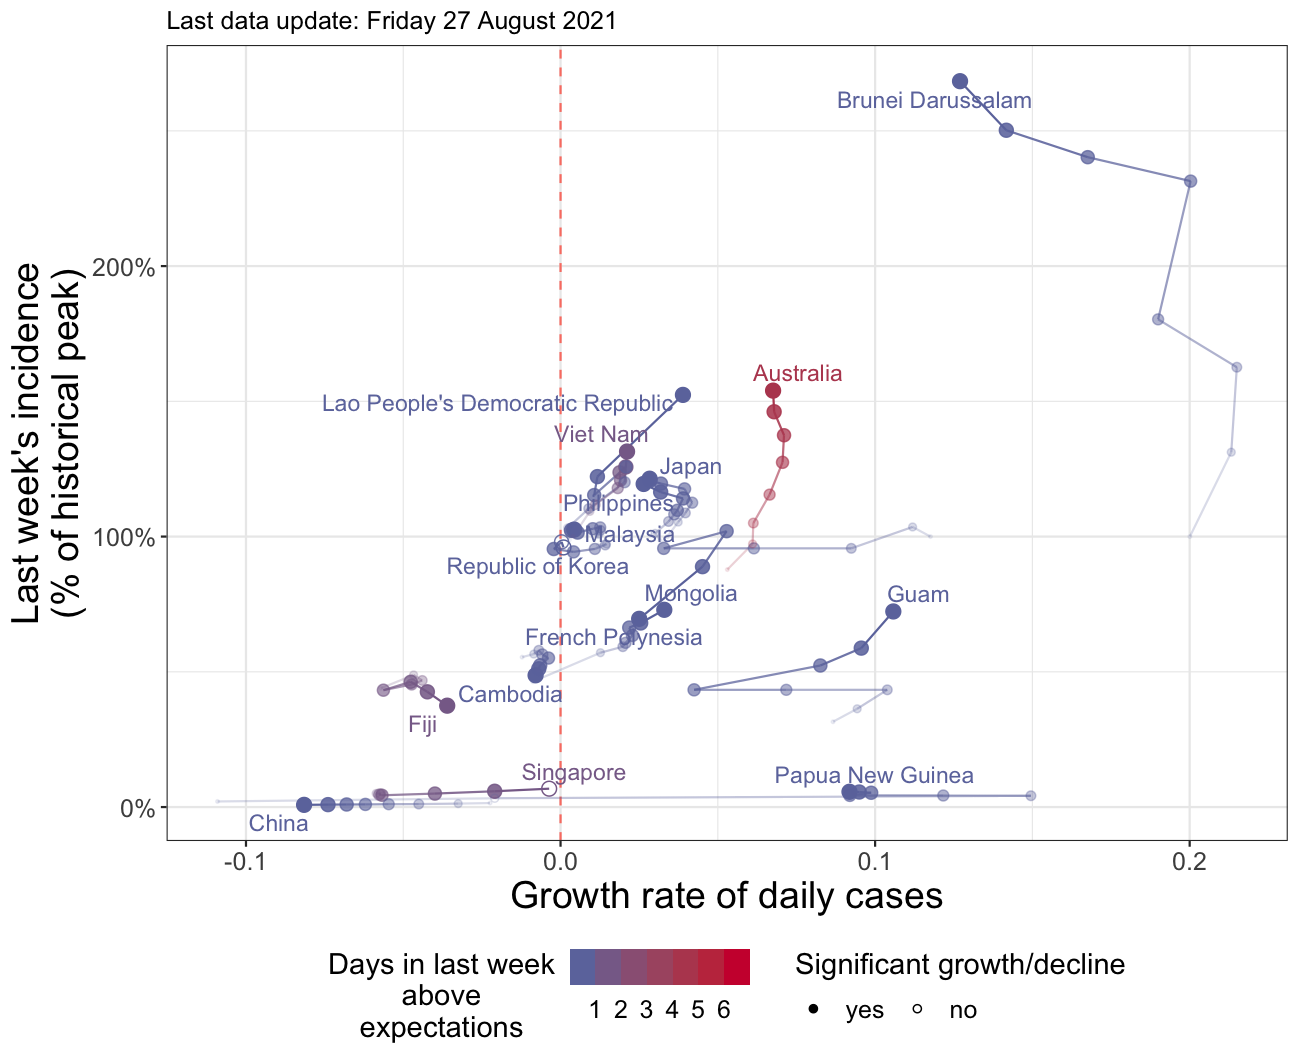 Last data update: Friday 27 August 2021
Last week's incidence
(% of historical peak)
200%
100%
0%
Brunei Darussalam
Australia
Lao People's Democratic Republic
Viet Nam
Japan
Philippines
Malaysia
Republic of Korea
Mongolia
Guam
French Polynesia
Cambodia
Fiji
Singapore
Papua New Guinea
China
-0.1 0.0 0.1 0.2
Growth rate of daily cases
Days in last week
above
expectations
1 2 3 4 5 6
Significant growth/decline
yes no